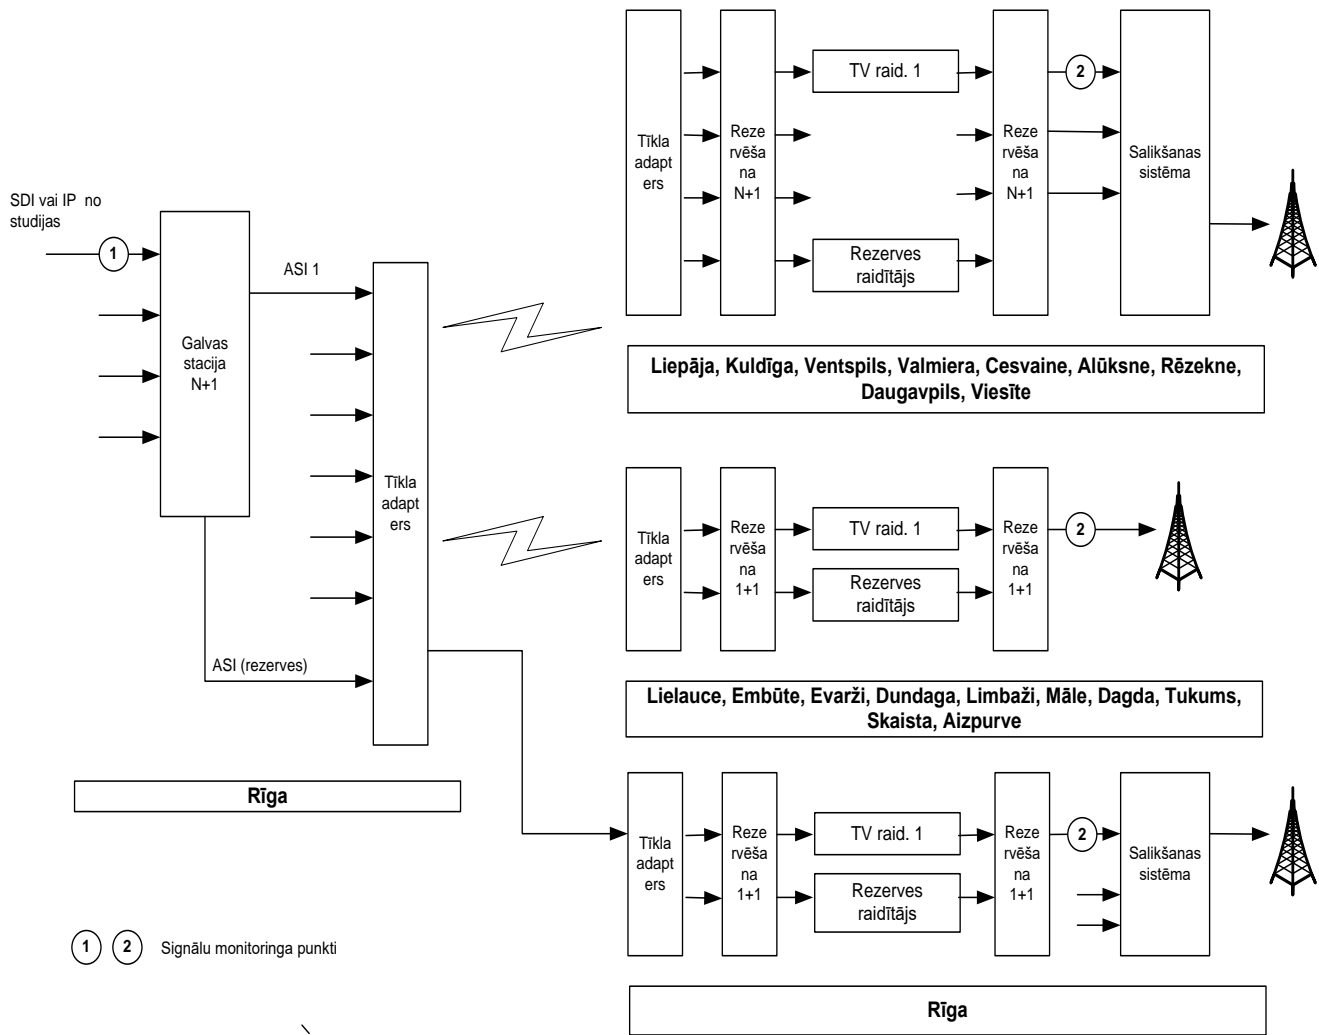 SDI vai IP no
studijas
1
Galvas
stacija
N+1
ASI 1
ASI (rezerves)
Tīkla
adapt
ers
Rīga
1
2
Signālu monitoringa punkti
Tīkla
adapt
ers
Reze
rvēša
na
N+1
TV raid. 1
Rezerves
raidītājs
Reze
rvēša
na
N+1
2
Salikšanas
sistēma
Liepāja, Kuldīga, Ventspils, Valmiera, Cesvaine, Alūksne, Rēzekne,
Daugavpils, Viesīte
Tīkla
adapt
ers
Reze
rvēša
na
1+1
TV raid. 1
Rezerves
raidītājs
Reze
rvēša
na
1+1
2
Lielauce, Embūte, Evarži, Dundaga, Limbaži, Māle, Dagda, Tukums,
Skaista, Aizpurve
Tīkla
adapt
ers
Reze
rvēša
na
1+1
TV raid. 1
Rezerves
raidītājs
Reze
rvēša
na
1+1
2
Salikšanas
sistēma
Rīga